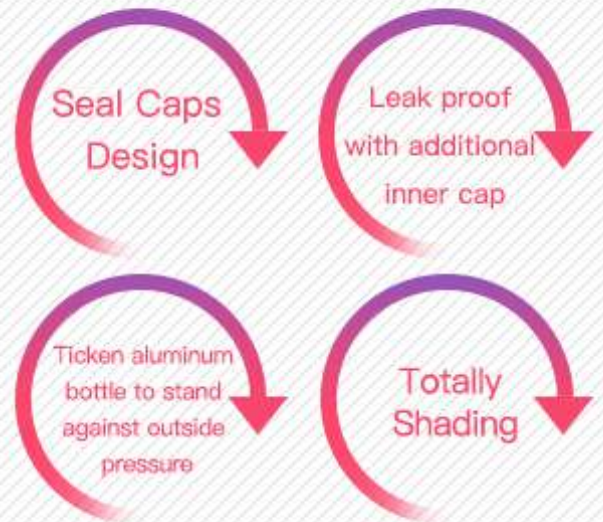 Seal Caps
Design
Leak proof
with additional
inner cap
Ticken aluminum
bottle to stand
against outside
pressure
Totally
Shading